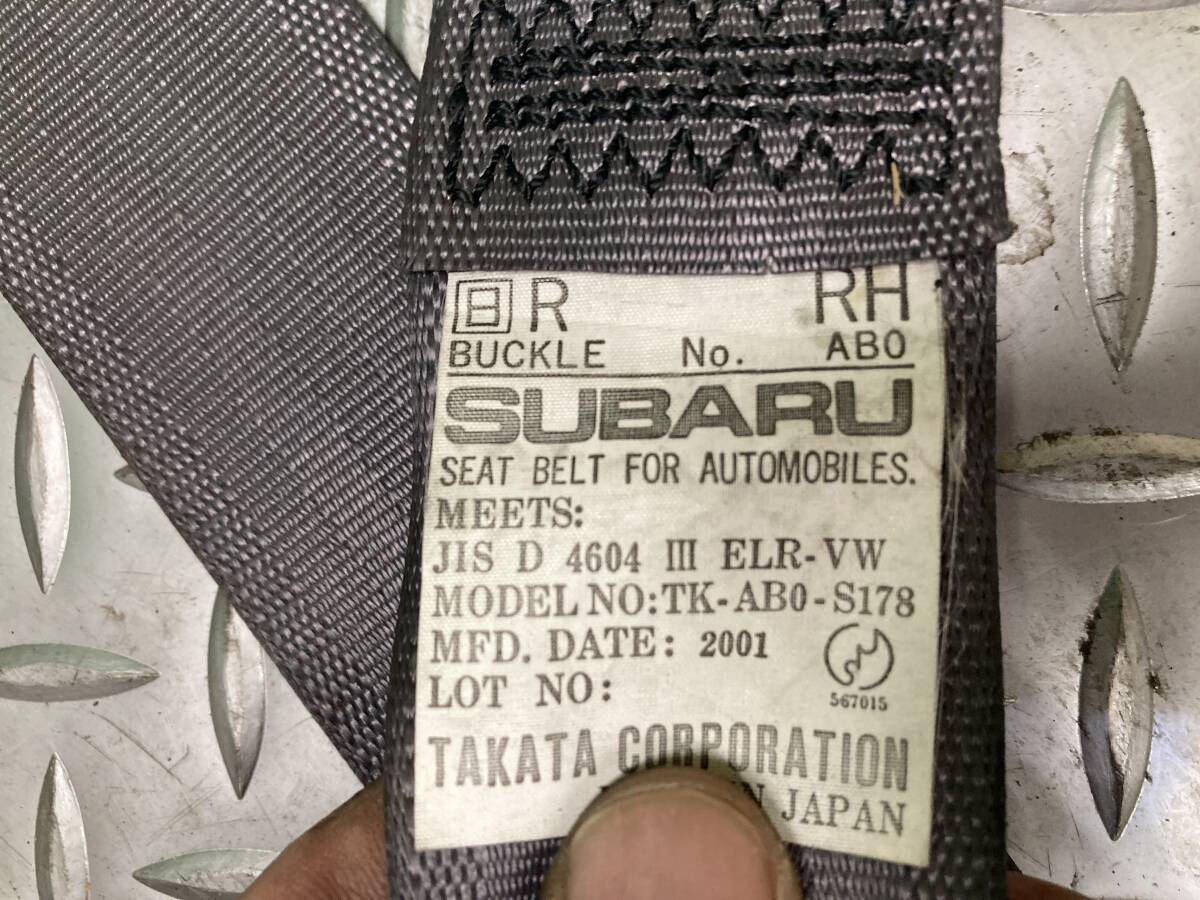 日 R RH
BUCKLE No. AB0
SUBARU
SEAT BELT FOR AUTOMOBILES.
MEETS:
JIS D 4604 III ELR-VW
MODEL NO:TK-AB0-S178
MFD. DATE: 2001
567015
LOT NO:
TAKATA CORPORATION
JAPAN